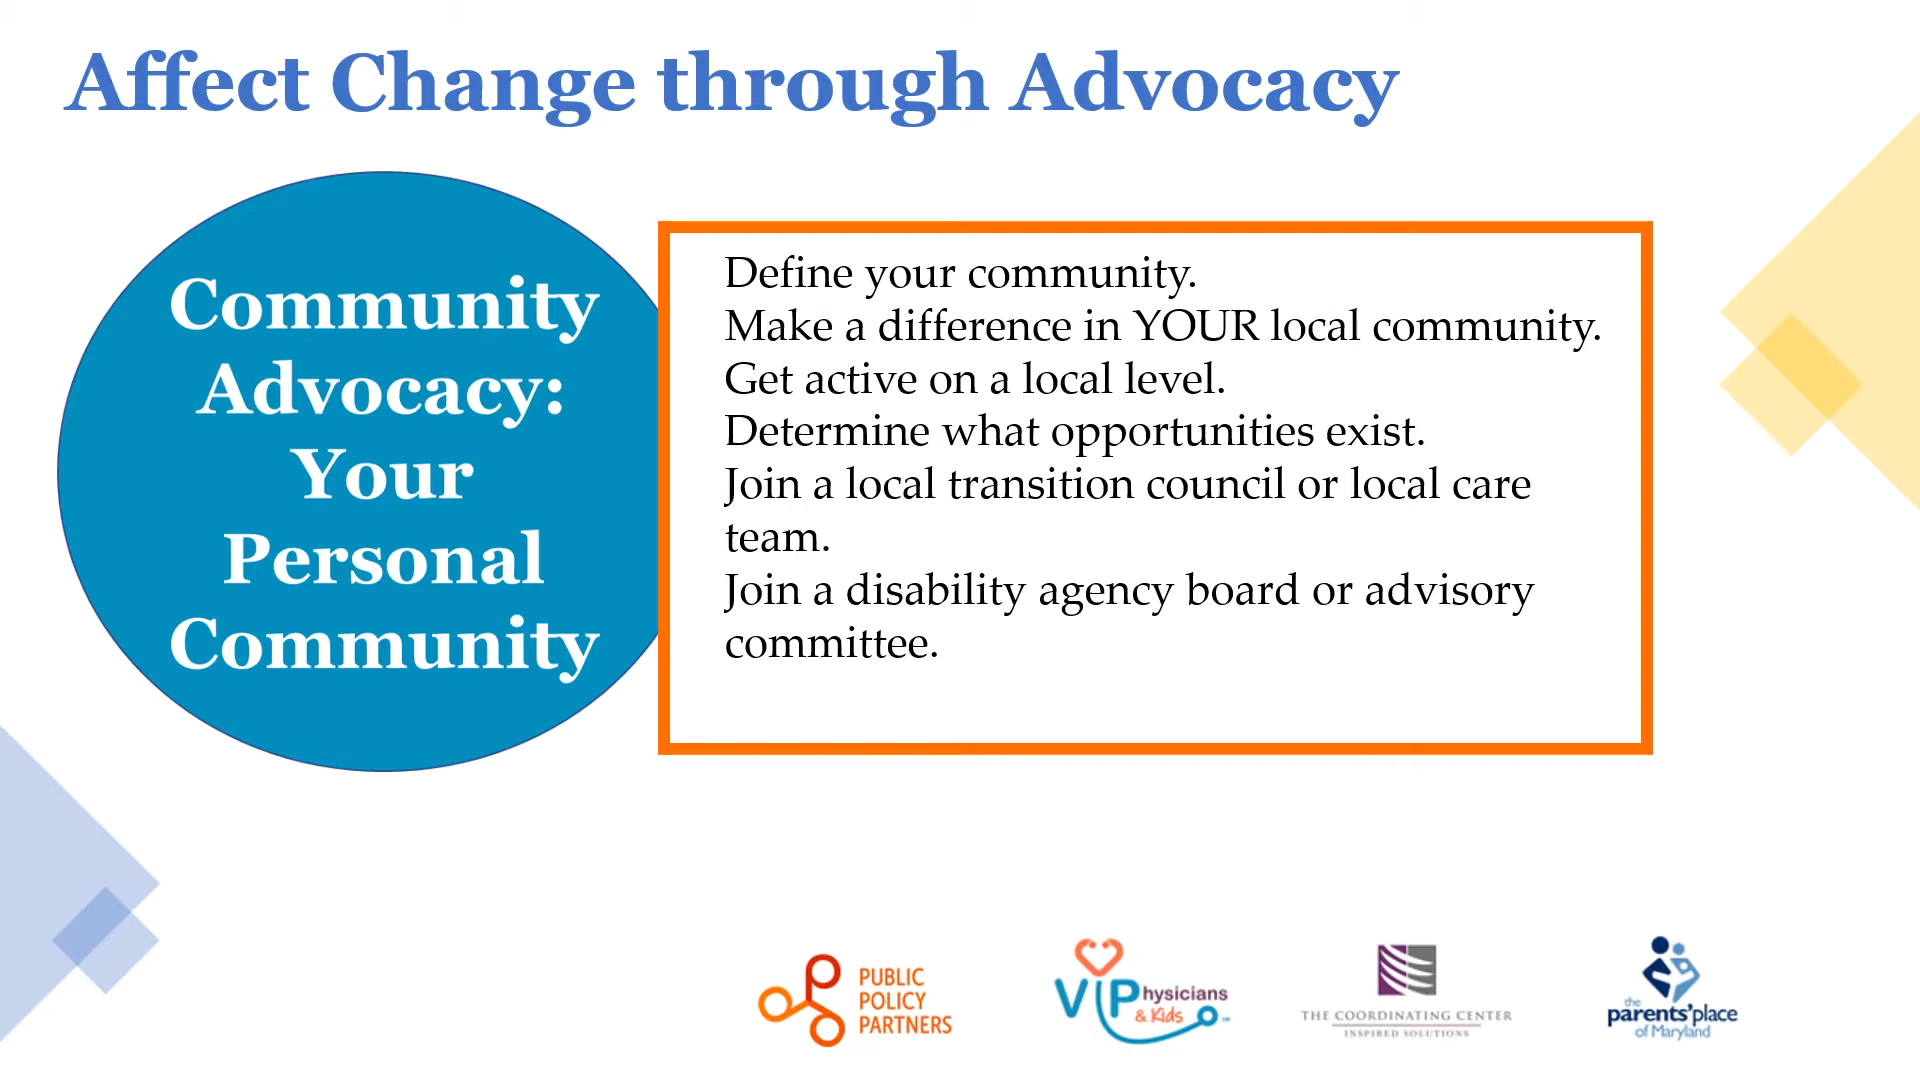 Affect Change through Advocacy
Community
Advocacy:
Your
Personal
Community
Define your community.
Make a difference in YOUR local community.
Get active on a local level.
Determine what opportunities exist.
Join a local transition council or local care
team.
Join a disability agency board or advisory
committee.
PUBLIC
POLICY
PARTNERS
VIPhysicians
& Kids
THE COORDINATING CENTER
INSPIRED SOLUTIONS
the
parents'place
of Maryland